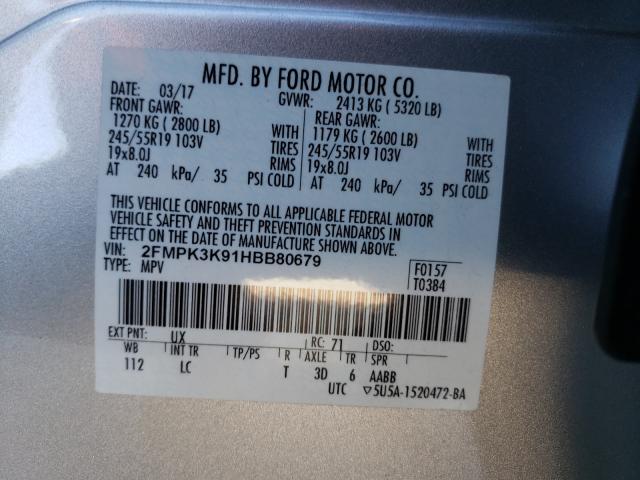 MFD. BY FORD MOTOR CO.
DATE: 03/17 GVWR: 2413 KG ( 5320 LB)
FRONT GAWR: REAR GAWR:
1270 KG ( 2800 LB) WITH 1179 KG ( 2600 LB) WITH
245/55R19 103V TIRES 245/55R19 103V TIRES
19x8.0J RIMS 19x8.0J RIMS
AT 240 kPa/ 35 PSI COLD AT 240 kPa/ 35 PSI COLD
THIS VEHICLE CONFORMS TO ALL APPLICABLE FEDERAL MOTOR
VEHICLE SAFETY AND THEFT PREVENTION STANDARDS IN EFFECT
ON THE DATE OF MANUFACTURE SHOWN ABOVE.
VIN: 2FMPK3K91HBB80679
TYPE: MPV
F0157
T0384
EXT PNT: UX RC: 71 DSO:
WB INT TR TP/PS R AXLE TR SPR
112 LC T 3D 6 AABB
UTC ▽5U5A-1520472-BA